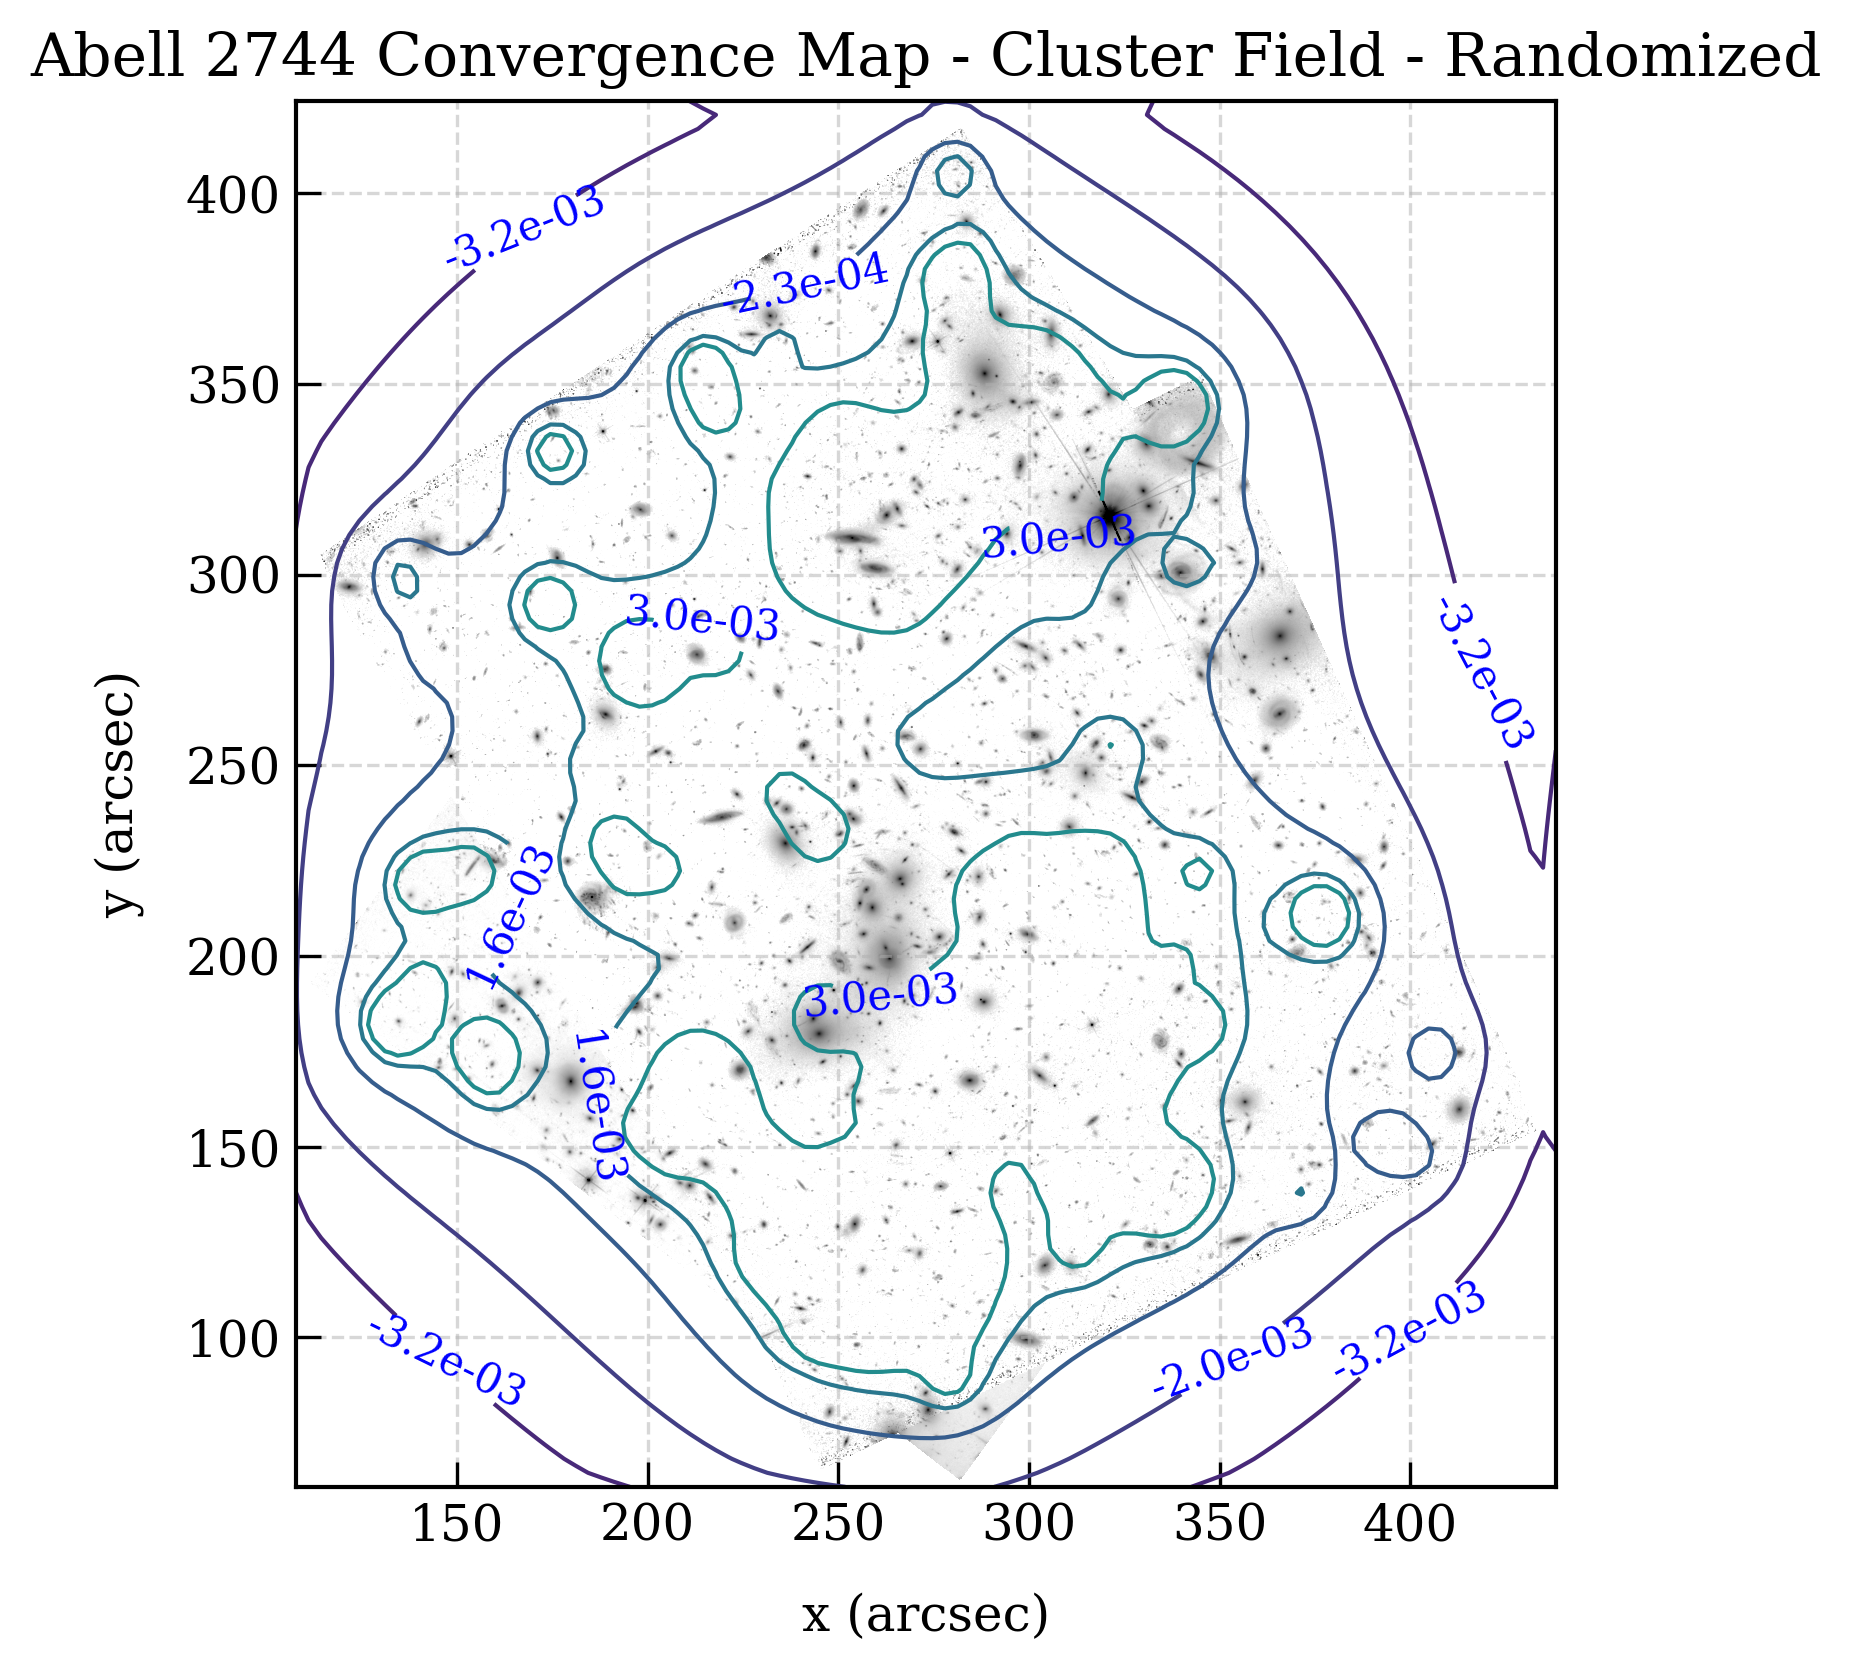 Abell 2744 Convergence Map - Cluster Field - Randomized
400
350
300
250
200
150
100
y (arcsec)
-3.2e-03
-2.3e-04
3.0e-03
3.0e-03
-3.2e-03
1.6e-03
3.0e-03
1.6e-03
-3.2e-03
-2.0e-03
-3.2e-03
150
200
250
300
350
400
x (arcsec)